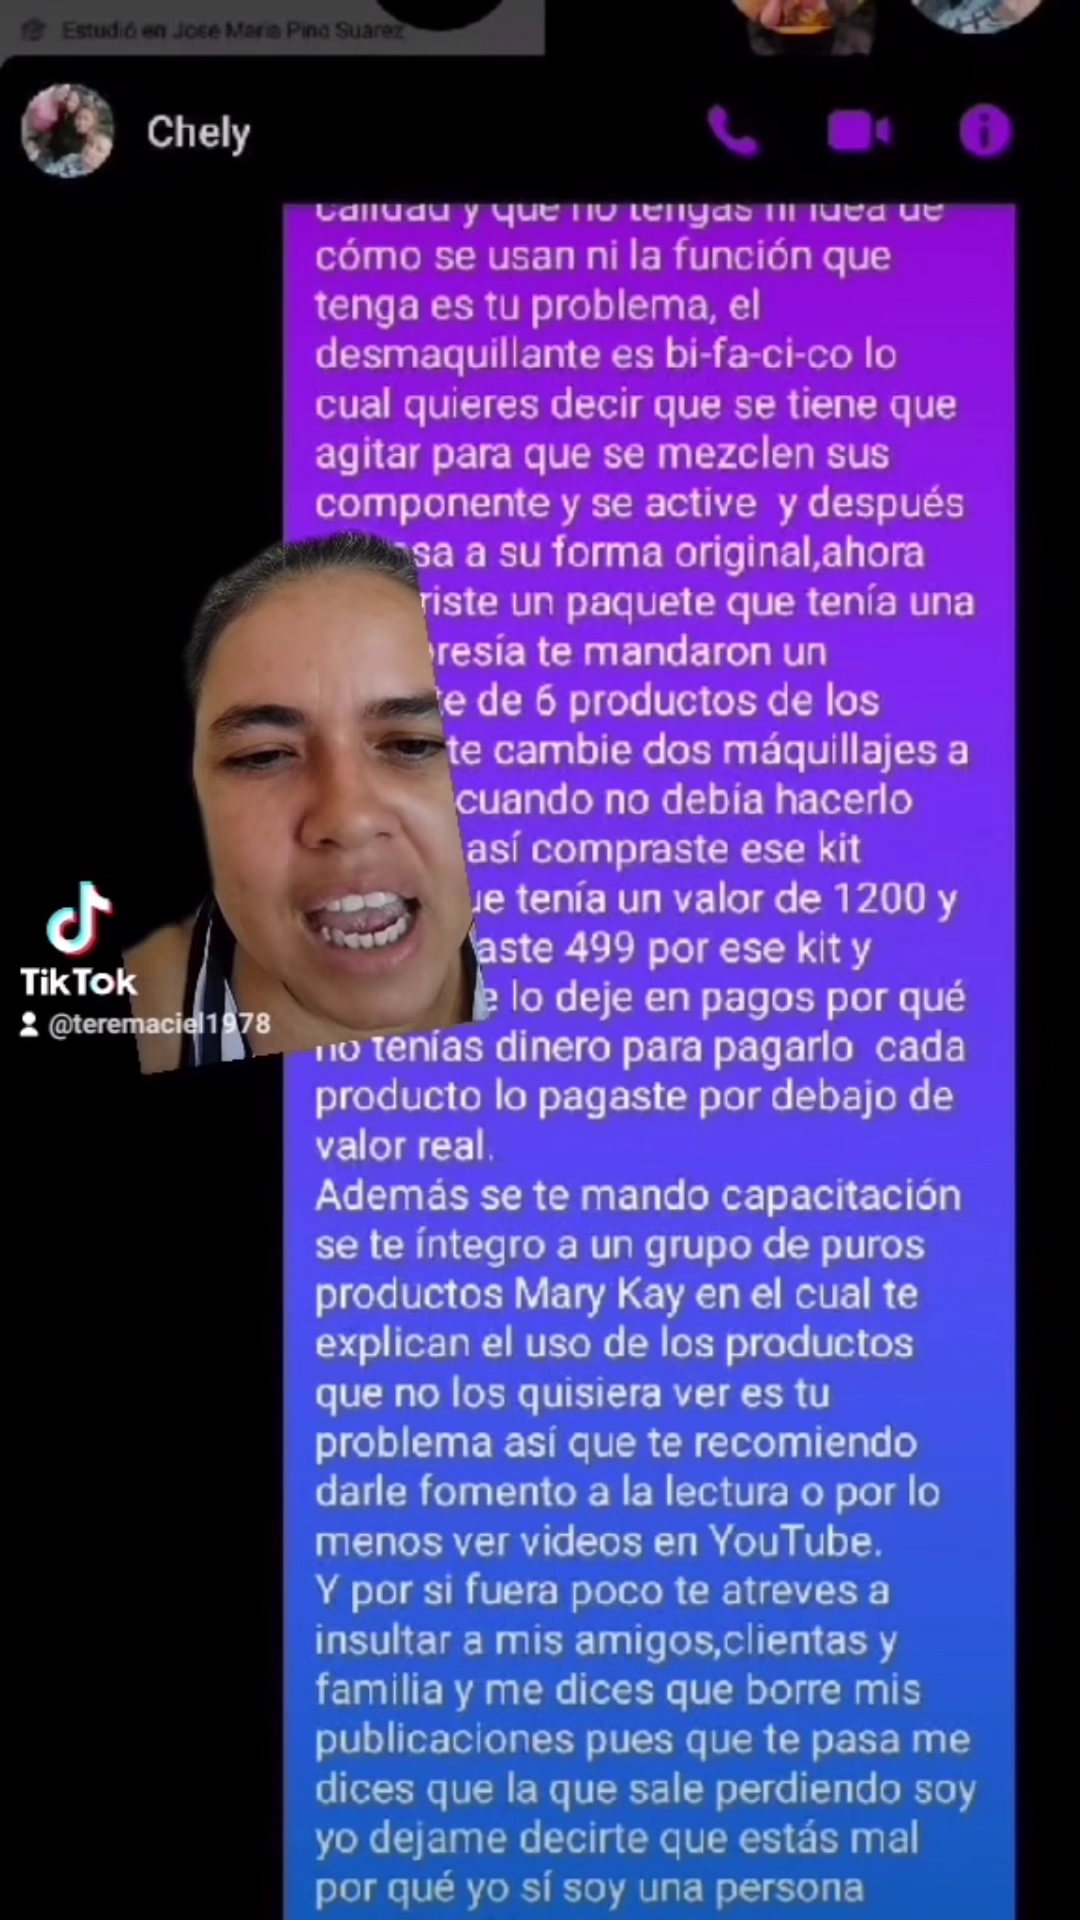 Estudió en Jose Maria Pino Suarez
Chely
calidad y que no tengas ni idea de
cómo se usan ni la función que
tenga es tu problema, el
desmaquillante es bi-fa-ci-co lo
cual quieres decir que se tiene que
agitar para que se mezclen sus
componente y se active y después
sa a su forma original,ahora
riste un paquete que tenía una
resía te mandaron un
e de 6 productos de los
te cambie dos máquillajes a
cuando no debía hacerlo
así compraste ese kit
ue tenía un valor de 1200 y
aste 499 por ese kit y
e lo deje en pagos por qué
no tenías dinero para pagarlo cada
producto lo pagaste por debajo de
valor real.
Además se te mando capacitación
se te íntegro a un grupo de puros
productos Mary Kay en el cual te
explican el uso de los productos
que no los quisiera ver es tu
problema así que te recomiendo
darle fomento a la lectura o por lo
menos ver videos en YouTube.
Y por si fuera poco te atreves a
insultar a mis amigos,clientas y
familia y me dices que borre mis
publicaciones pues que te pasa me
dices que la que sale perdiendo soy
yo dejame decirte que estás mal
por qué yo sí soy una persona
TikTok
@teremaciel1978